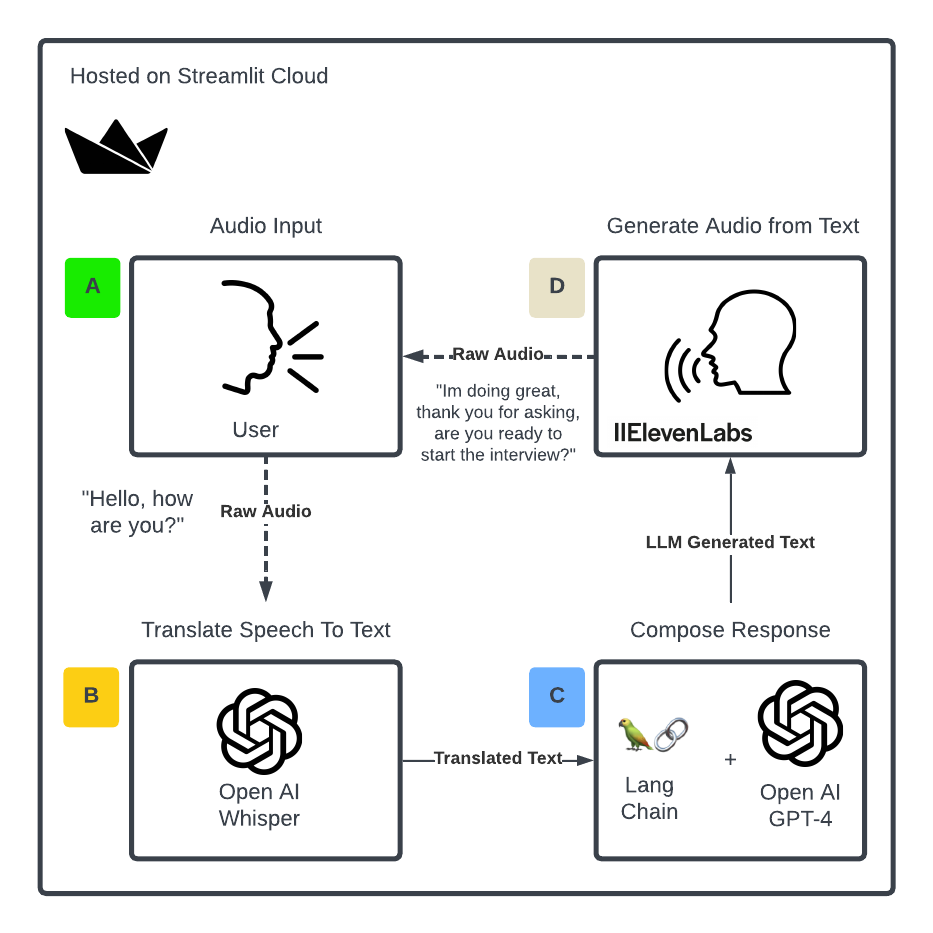 Hosted on Streamlit Cloud
Audio Input
Generate Audio from Text
A
D
User
Raw Audio
"Im doing great,
thank you for asking,
are you ready to
start the interview?"
IIElevenLabs
"Hello, how
are you?"
Raw Audio
LLM Generated Text
Translate Speech To Text
Compose Response
B
C
Open AI
Whisper
Translated Text
Lang
Chain
+
Open AI
GPT-4